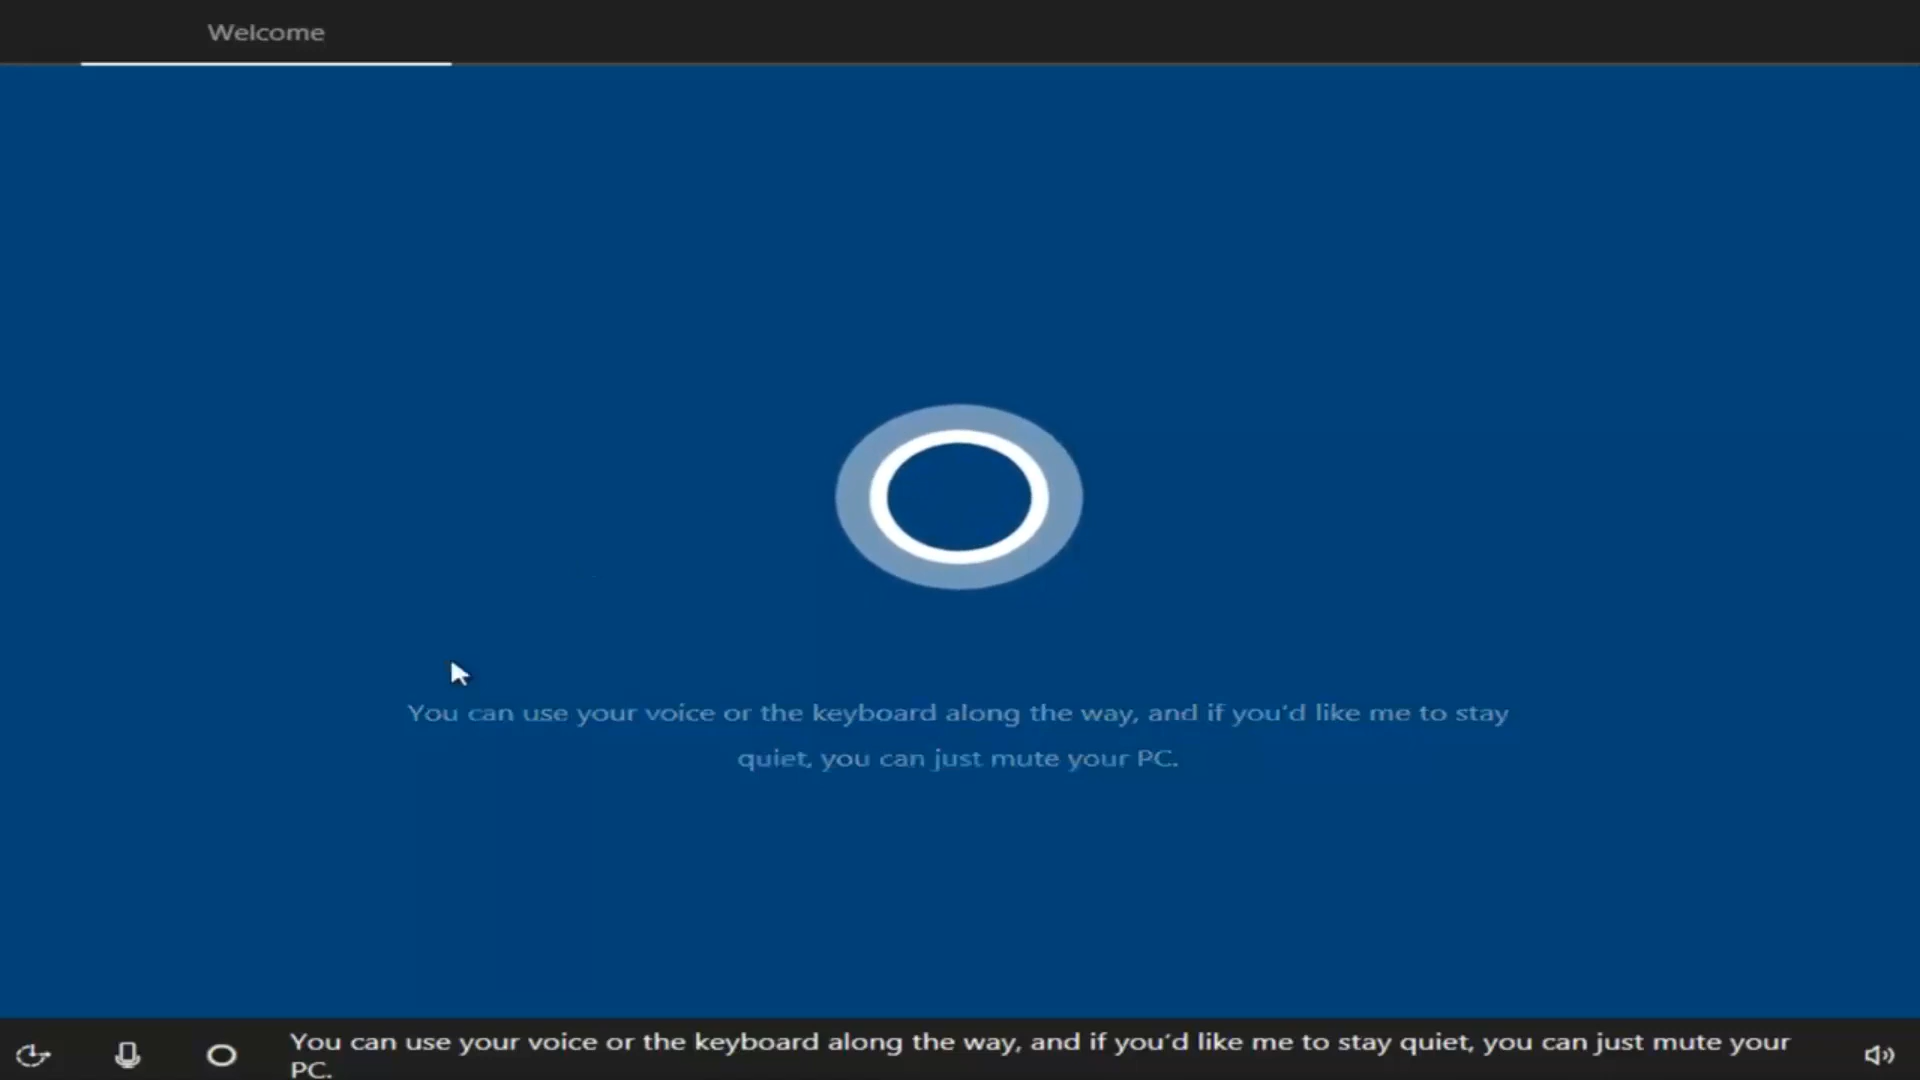 Welcome
You can use your voice or the keyboard along the way, and if you'd like me to stay
quiet, you can just mute your PC.
You can use your voice or the keyboard along the way, and if you'd like me to stay quiet, you can just mute your
PC.